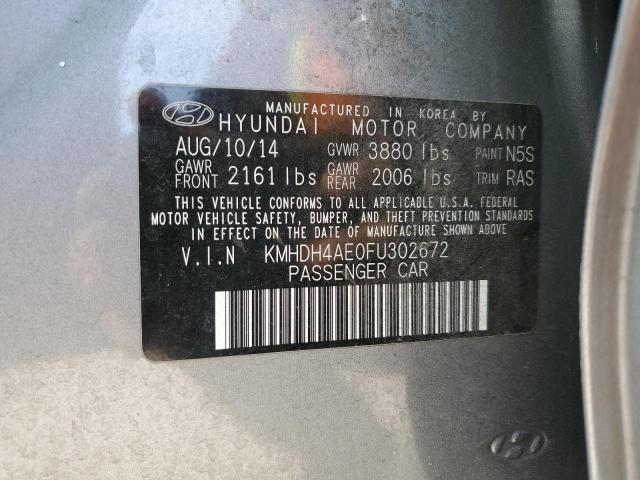 MANUFACTURED IN KOREA BY
HYUNDAI MOTOR COMPANY
AUG/10/14 GVWR 3880 lbs PAINT N5S
GAWR FRONT 2161 lbs GAWR REAR 2006 lbs TRIM RAS
THIS VEHICLE CONFORMS TO ALL APPLICABLE U.S.A. FEDERAL
MOTOR VEHICLE SAFETY, BUMPER, AND THEFT PREVENTION STANDARDS
IN EFFECT ON THE DATE OF MANUFACTURE SHOWN ABOVE.
V.I.N KMHDH4AE0FU302672
PASSENGER CAR